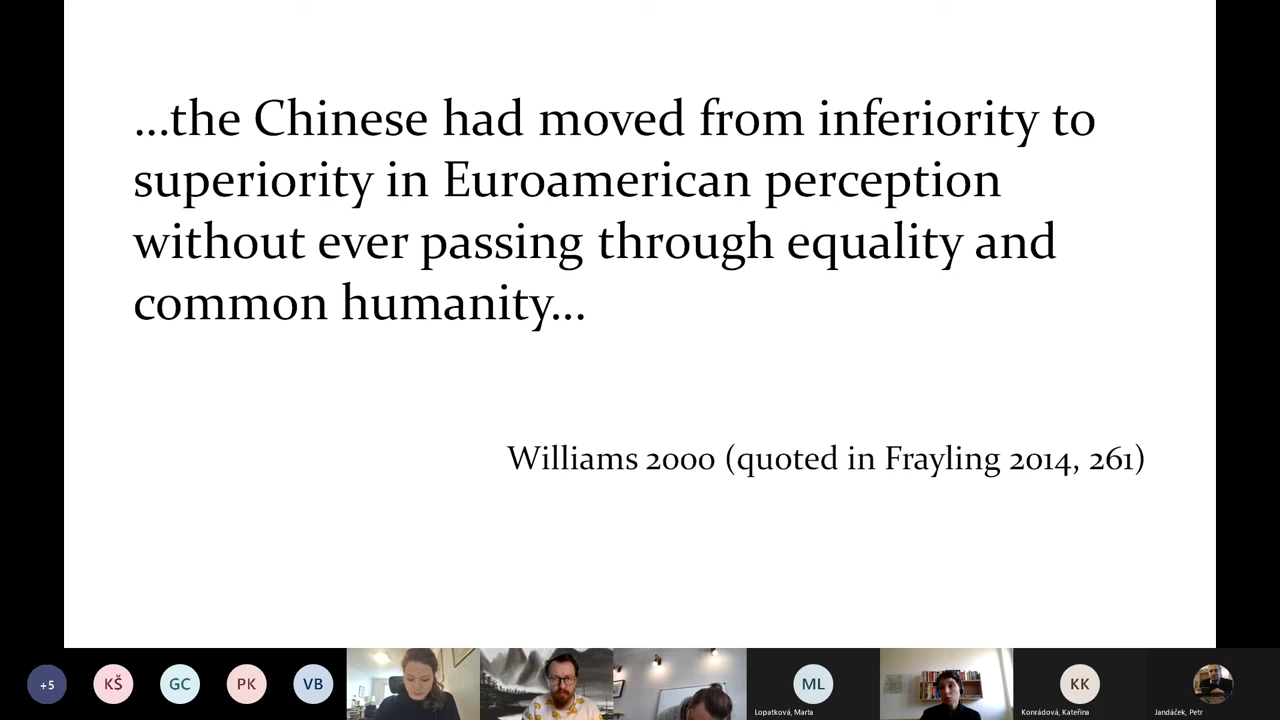 ...the Chinese had moved from inferiority to
superiority in Euroamerican perception
without ever passing through equality and
common humanity...
Williams 2000 (quoted in Frayling 2014, 261)
+5
KŠ
GC
PK
VB
ML
Lopatková, Marta
KK
Konrádová, Kateřina
Jandáček, Petr